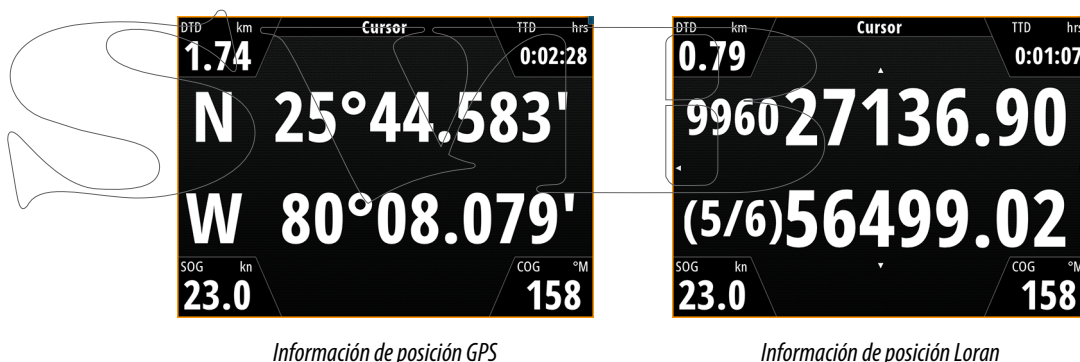 DTD km Cursor TTD hrs
1.74 0:02:28
N 25°44.583'
W 80°08.079'
SOG kn COG °M
23.0 158
Información de posición GPS
DTD km Cursor TTD hrs
0.79 0:01:07
9960 27136.90
(5/6) 56499.02
SOG kn COG °M
23.0 158
Información de posición Loran